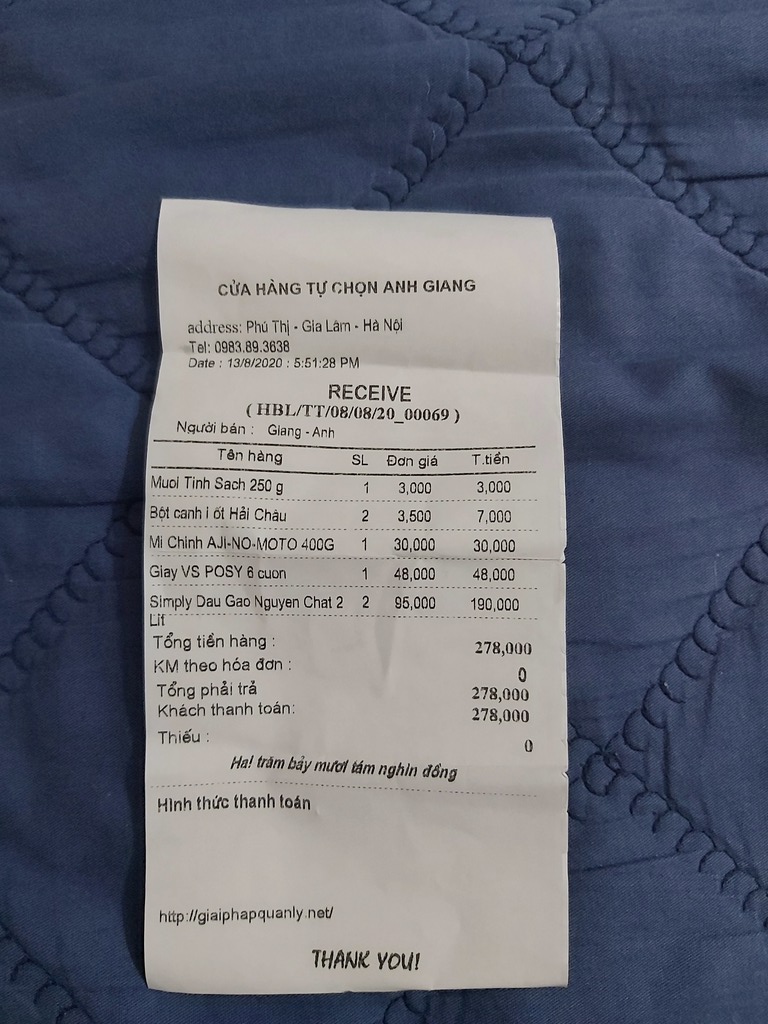 CỬA HÀNG TỰ CHỌN ANH GIANG
address: Phú Thị - Gia Lâm - Hà Nội
Tel: 0983.89.3638
Date : 13/8/2020 : 5:51:28 PM
RECEIVE
( HBL/TT/08/08/20_00069 )
Người bán : Giang - Anh
Tên hàng SL Đơn giá T.tiền
Muoi Tinh Sach 250 g 1 3,000 3,000
Bột canh i ốt Hải Châu 2 3,500 7,000
Mi Chinh AJI-NO-MOTO 400G 1 30,000 30,000
Giay VS POSY 6 cuon 1 48,000 48,000
Simply Dau Gao Nguyen Chat 2 2 95,000 190,000
Lit
Tổng tiền hàng : 278,000
KM theo hóa đơn : 0
Tổng phải trả 278,000
Khách thanh toán: 278,000
Thiếu : 0
Hai trăm bảy mươi tám nghìn đồng
Hình thức thanh toán
http://giaiphapquanly.net/
THANK YOU!